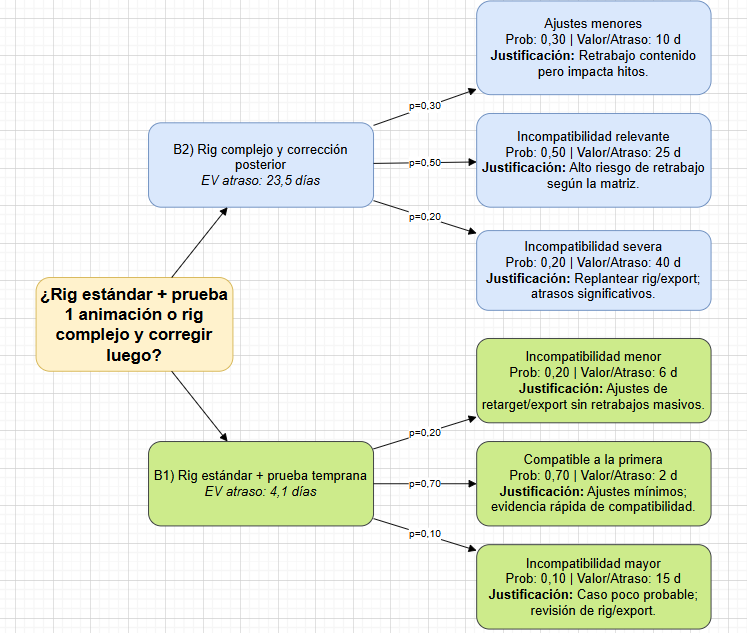 Ajustes menores
Prob: 0,30 | Valor/Atraso: 10 d
Justificación: Retrabajo contenido
pero impacta hitos.
p=0,30
B2) Rig complejo y corrección
posterior
EV atraso: 23,5 días
p=0,50
Incompatibilidad relevante
Prob: 0,50 | Valor/Atraso: 25 d
Justificación: Alto riesgo de retrabajo
según la matriz.
p=0,20
Incompatibilidad severa
Prob: 0,20 | Valor/Atraso: 40 d
Justificación: Replantear rig/export;
atrasos significativos.
¿Rig estándar + prueba
1 animación o rig
complejo y corregir
luego?
Incompatibilidad menor
Prob: 0,20 | Valor/Atraso: 6 d
Justificación: Ajustes de
retarget/export sin retrabajos masivos.
p=0,20
B1) Rig estándar + prueba temprana
EV atraso: 4,1 días
p=0,70
Compatible a la primera
Prob: 0,70 | Valor/Atraso: 2 d
Justificación: Ajustes mínimos;
evidencia rápida de compatibilidad.
p=0,10
Incompatibilidad mayor
Prob: 0,10 | Valor/Atraso: 15 d
Justificación: Caso poco probable;
revisión de rig/export.